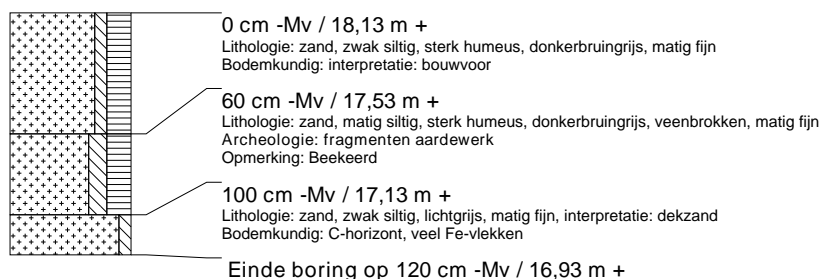 0 cm -Mv / 18,13 m +
Lithologie: zand, zwak siltig, sterk humeus, donkerbruingrijs, matig fijn
Bodemkundig: interpretatie: bouwvoor
60 cm -Mv / 17,53 m +
Lithologie: zand, matig siltig, sterk humeus, donkerbruingrijs, veenbrokken, matig fijn
Archeologie: fragmenten aardewerk
Opmerking: Beekeerd
100 cm -Mv / 17,13 m +
Lithologie: zand, zwak siltig, lichtgrijs, matig fijn, interpretatie: dekzand
Bodemkundig: C-horizont, veel Fe-vlekken
Einde boring op 120 cm -Mv / 16,93 m +